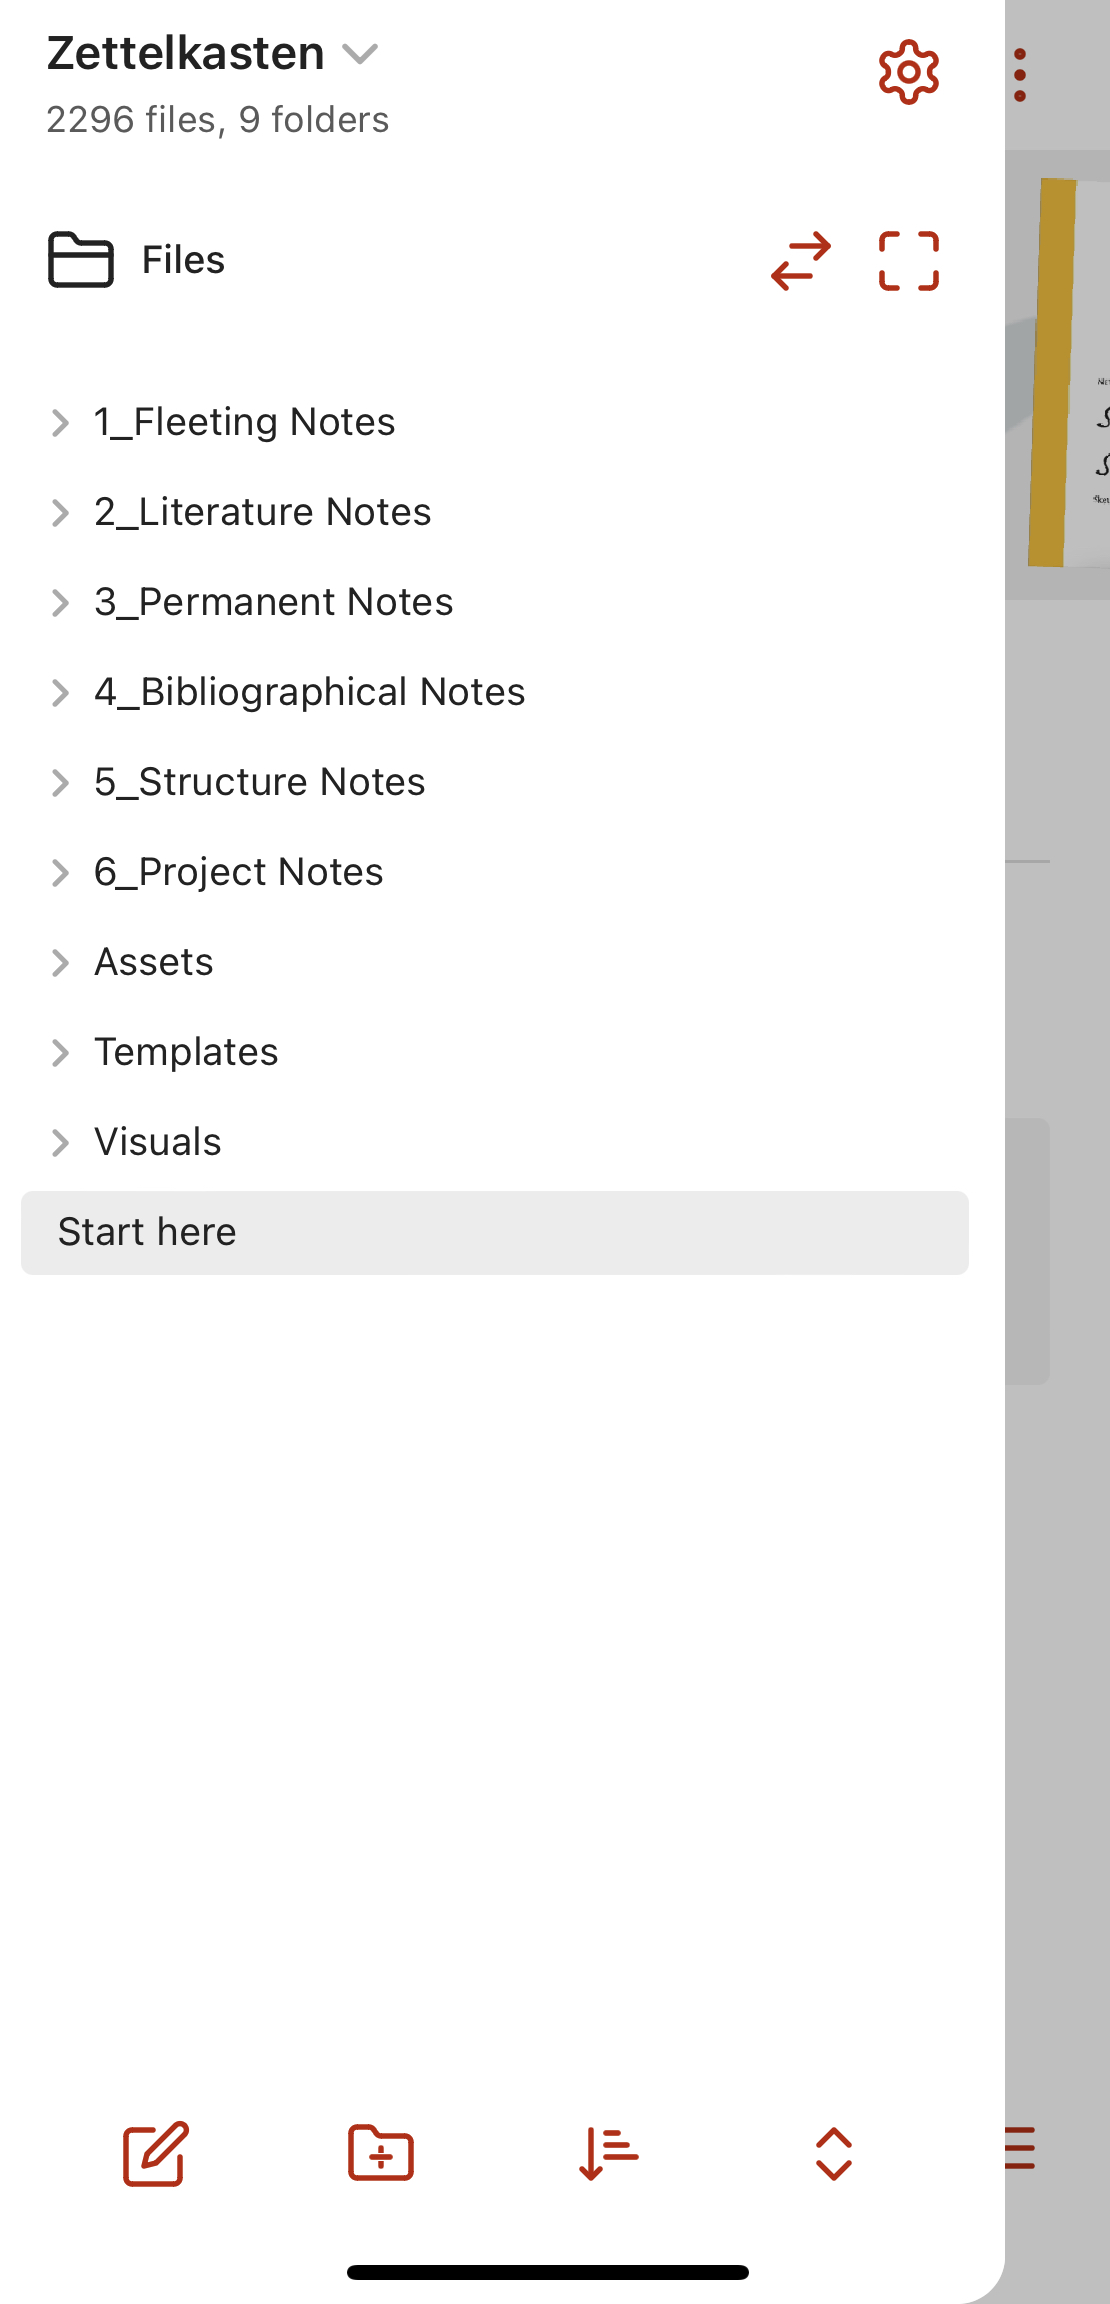 Zettelkasten
2296 files, 9 folders
Files
1_Fleeting Notes
2_Literature Notes
3_Permanent Notes
4_Bibliographical Notes
5_Structure Notes
6_Project Notes
Assets
Templates
Visuals
Start here